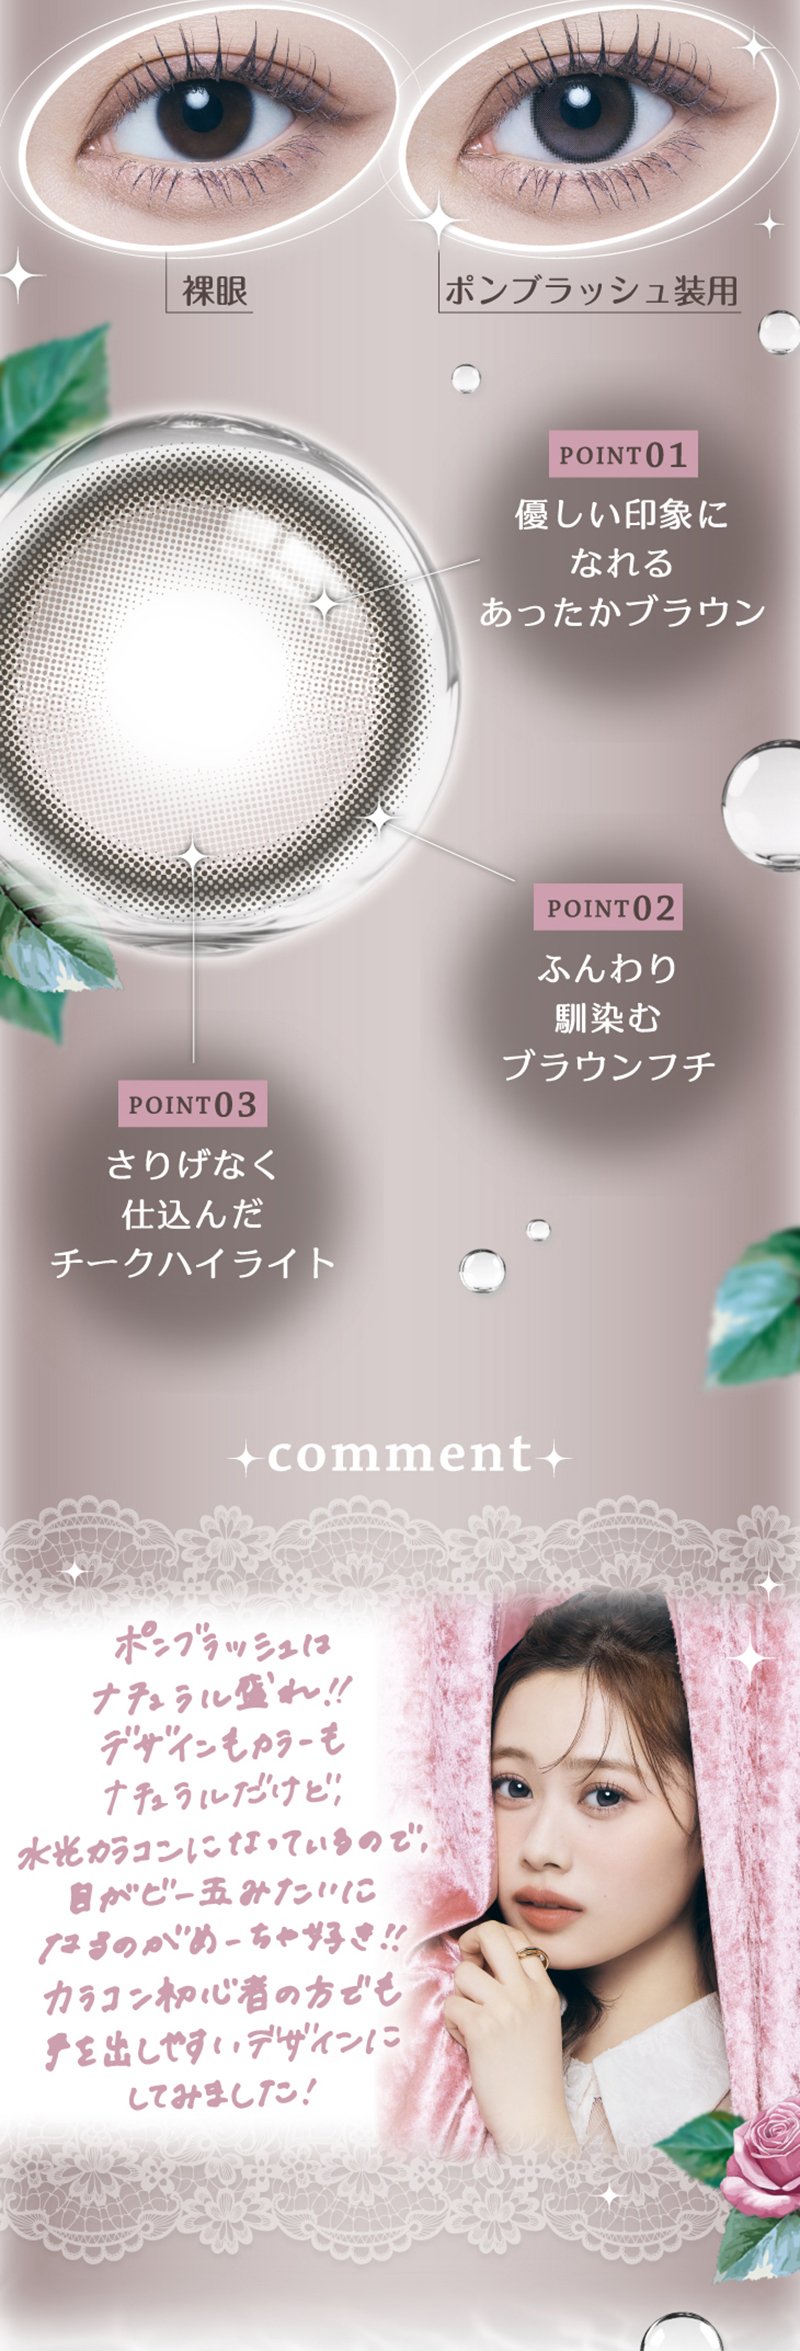 裸眼
ポンブラッシュ装用
POINT01
優しい印象に
なれる
あったかブラウン
POINT02
ふんわり
馴染む
ブラウンフチ
POINT03
さりげなく
仕込んだ
チークハイライト
comment
ポンブラッシュは
ナチュラル盛れ!!
デザインもカラーも
ナチュラルだけど、
水光カラコンになっているので、
目がビー玉みたいに
なるのがめーちゃ好き!!
カラコン初心者の方でも
手を出しやすいデザインに
してみました!